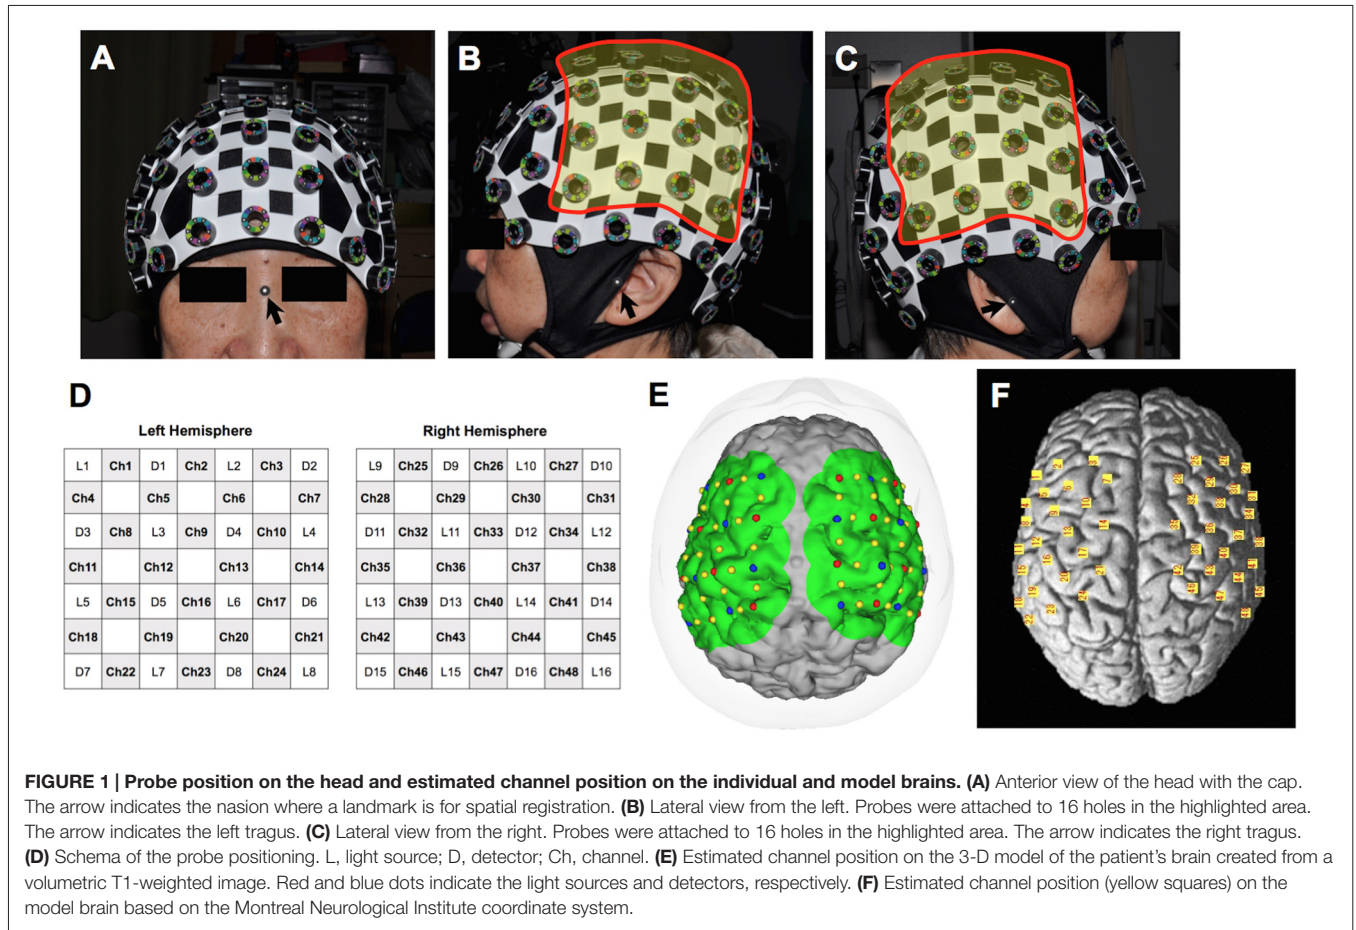 A
B
C
D
Left Hemisphere
L1 Ch1 D1 Ch2 L2 Ch3 D2
Ch4 Ch5 Ch6 Ch7
D3 Ch8 L3 Ch9 D4 Ch10 L4
Ch11 Ch12 Ch13 Ch14
L5 Ch15 D5 Ch16 L6 Ch17 D6
Ch18 Ch19 Ch20 Ch21
D7 Ch22 L7 Ch23 D8 Ch24 L8
Right Hemisphere
L9 Ch25 D9 Ch26 L10 Ch27 D10
Ch28 Ch29 Ch30 Ch31
D11 Ch32 L11 Ch33 D12 Ch34 L12
Ch35 Ch36 Ch37 Ch38
L13 Ch39 D13 Ch40 L14 Ch41 D14
Ch42 Ch43 Ch44 Ch45
D15 Ch46 L15 Ch47 D16 Ch48 L16
E
F
FIGURE 1 | Probe position on the head and estimated channel position on the individual and model brains. (A) Anterior view of the head with the cap.
The arrow indicates the nasion where a landmark is for spatial registration. (B) Lateral view from the left. Probes were attached to 16 holes in the highlighted area.
The arrow indicates the left tragus. (C) Lateral view from the right. Probes were attached to 16 holes in the highlighted area. The arrow indicates the right tragus.
(D) Schema of the probe positioning. L, light source; D, detector; Ch, channel. (E) Estimated channel position on the 3-D model of the patient's brain created from a
volumetric T1-weighted image. Red and blue dots indicate the light sources and detectors, respectively. (F) Estimated channel position (yellow squares) on the
model brain based on the Montreal Neurological Institute coordinate system.